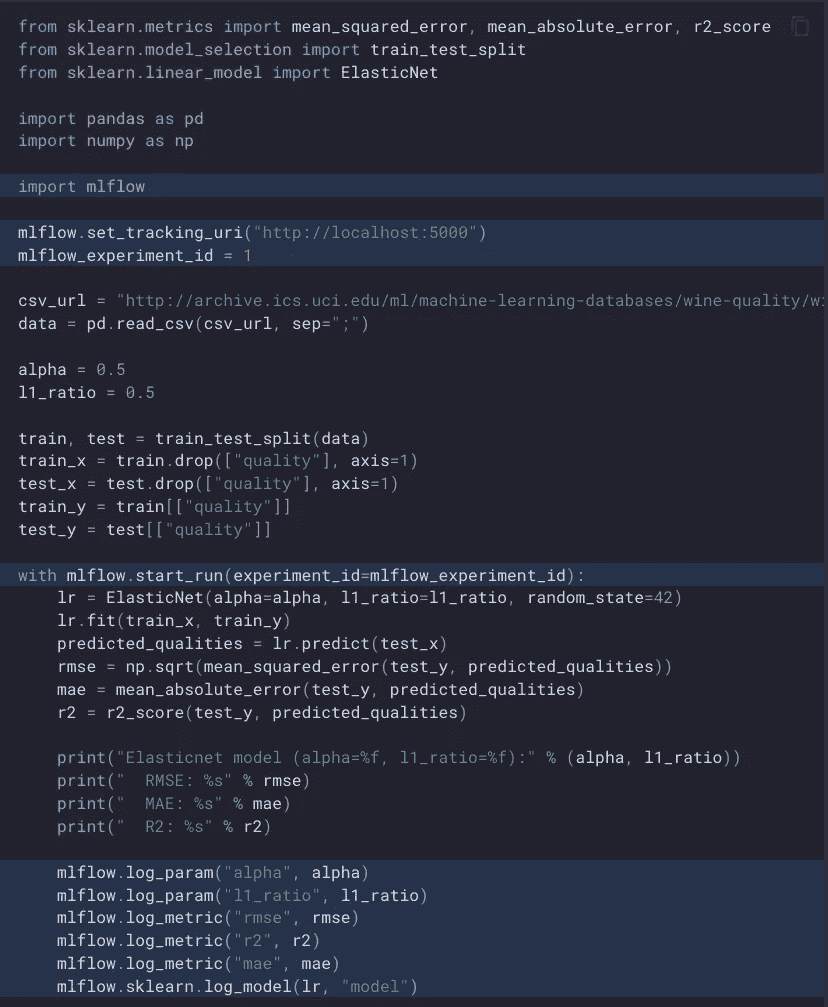 from sklearn.metrics import mean_squared_error, mean_absolute_error, r2_score
from sklearn.model_selection import train_test_split
from sklearn.linear_model import ElasticNet
import pandas as pd
import numpy as np
import mlflow
mlflow.set_tracking_uri("http://localhost:5000")
mlflow_experiment_id = 1
csv_url = "http://archive.ics.uci.edu/ml/machine-learning-databases/wine-quality/wi
data = pd.read_csv(csv_url, sep=";")
alpha = 0.5
l1_ratio = 0.5
train, test = train_test_split(data)
train_x = train.drop(["quality"], axis=1)
test_x = test.drop(["quality"], axis=1)
train_y = train[["quality"]]
test_y = test[["quality"]]
with mlflow.start_run(experiment_id=mlflow_experiment_id):
    lr = ElasticNet(alpha=alpha, l1_ratio=l1_ratio, random_state=42)
    lr.fit(train_x, train_y)
    predicted_qualities = lr.predict(test_x)
    rmse = np.sqrt(mean_squared_error(test_y, predicted_qualities))
    mae = mean_absolute_error(test_y, predicted_qualities)
    r2 = r2_score(test_y, predicted_qualities)
    print("Elasticnet model (alpha=%f, l1_ratio=%f):" % (alpha, l1_ratio))
    print("  RMSE: %s" % rmse)
    print("  MAE: %s" % mae)
    print("  R2: %s" % r2)
    mlflow.log_param("alpha", alpha)
    mlflow.log_param("l1_ratio", l1_ratio)
    mlflow.log_metric("rmse", rmse)
    mlflow.log_metric("r2", r2)
    mlflow.log_metric("mae", mae)
    mlflow.sklearn.log_model(lr, "model")